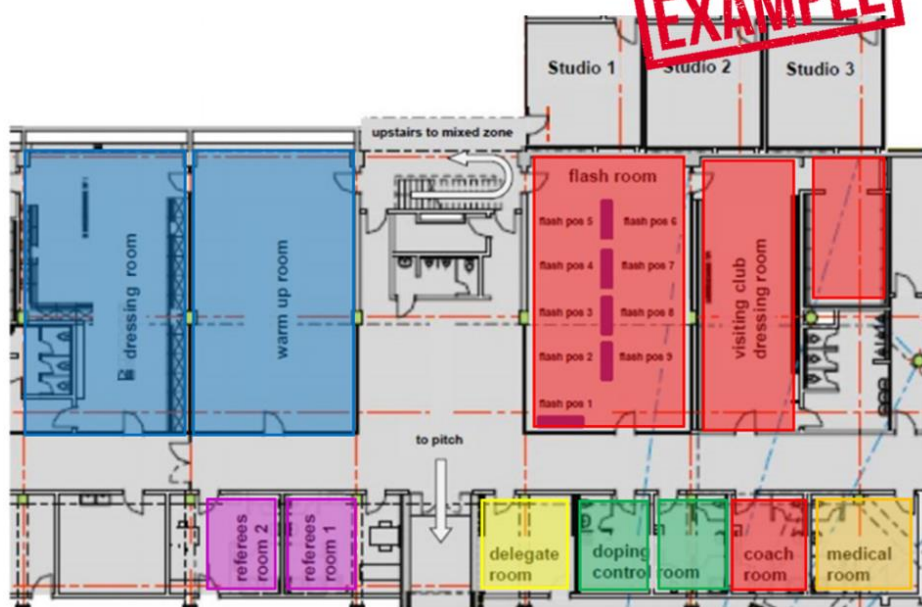 EXAMPLE
Studio 1
Studio 2
Studio 3
upstairs to mixed zone
flash room
flash pos 5
flash pos 6
flash pos 4
flash pos 7
flash pos 3
flash pos 8
flash pos 2
flash pos 9
flash pos 1
dressing room
warm up room
visiting club
dressing room
to pitch
referees
room 2
referees
room 1
delegate
room
doping
control room
coach
room
medical
room